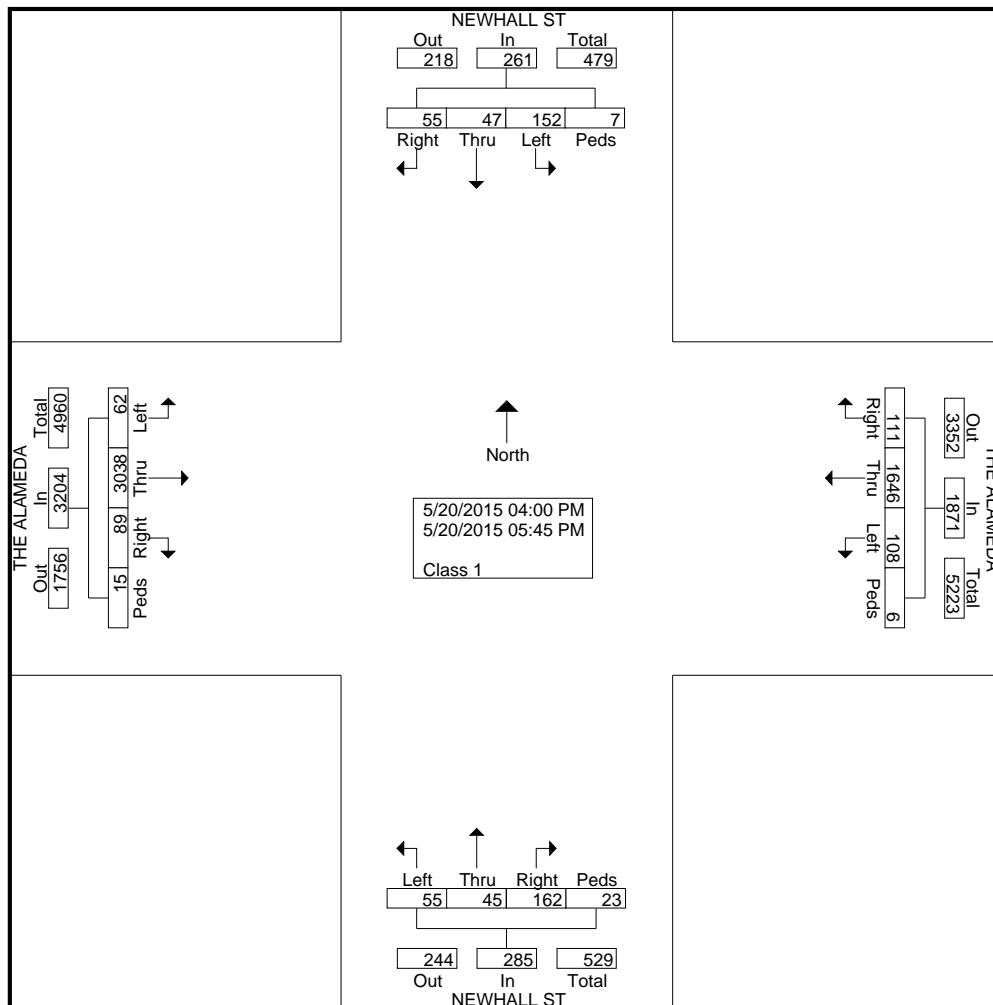 NEWHALL ST
Out In Total
218 261 479
55 47 152 7
Right Thru Left Peds
THE ALAMEDA
Total In Out
4960 3204 1756
62 3038 89 15
Left Thru Right Peds
North
5/20/2015 04:00 PM
5/20/2015 05:45 PM
Class 1
Right Thru Left Peds
111 1646 108 6
Out In Total
3352 1871 5223
THE ALAMEDA
Left Thru Right Peds
55 45 162 23
244 285 529
Out In Total
NEWHALL ST